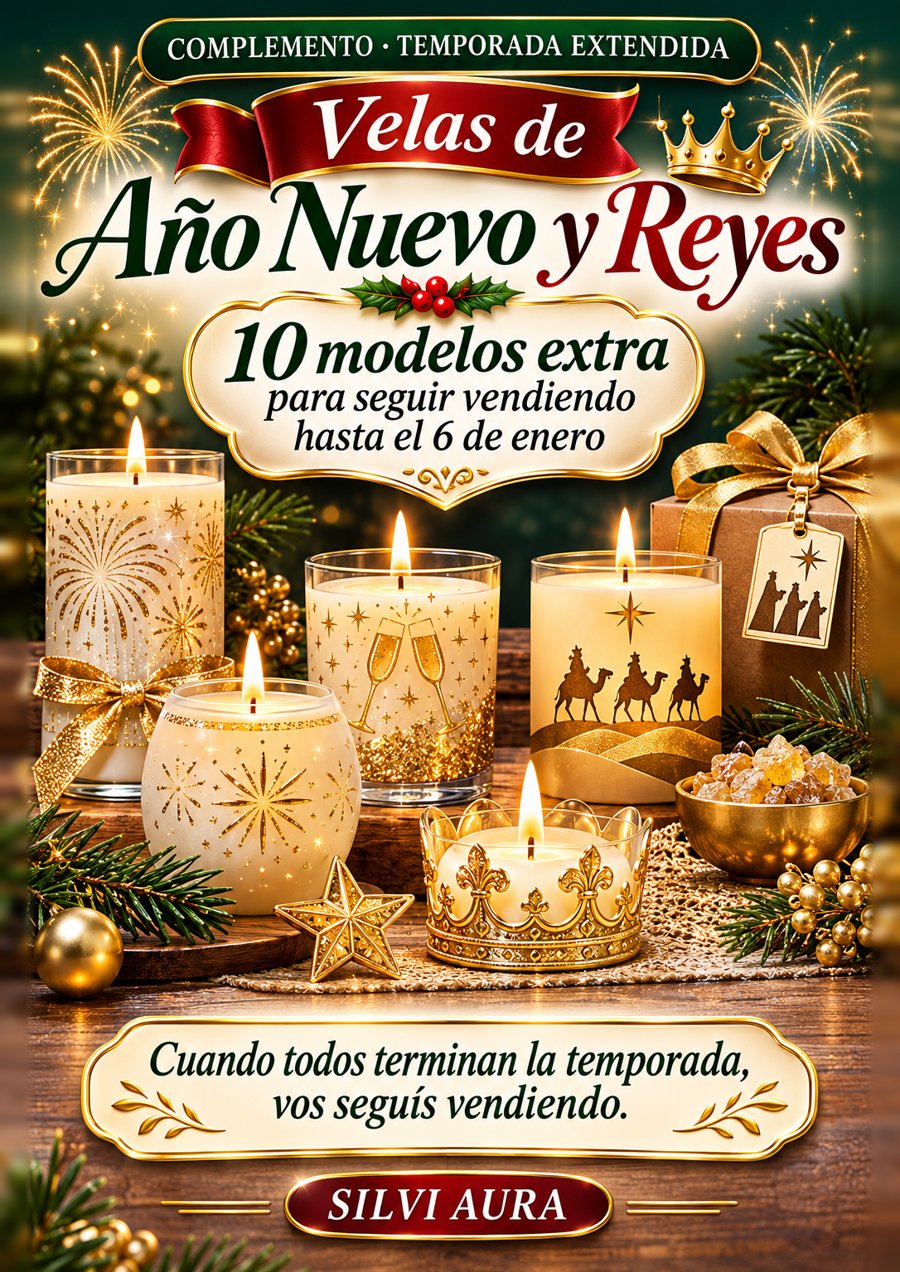 COMPLEMENTO · TEMPORADA EXTENDIDA
Velas de
Año Nuevo y Reyes
10 modelos extra
para seguir vendiendo
hasta el 6 de enero
Cuando todos terminan la temporada,
vos seguís vendiendo.
SILVI AURA